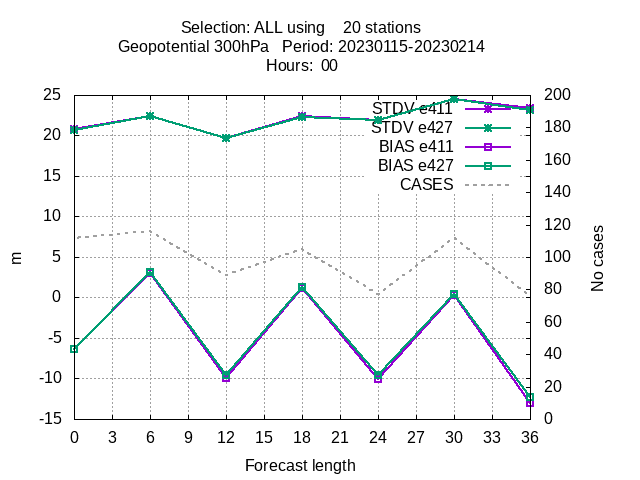 Selection: ALL using    20 stations
Geopotential 300hPa   Period: 20230115-20230214
Hours:  00
STDV e411
STDV e427
BIAS e411
BIAS e427
CASES
25
20
15
10
5
0
-5
-10
-15
m
200
180
160
140
120
100
80
60
40
20
0
No cases
0 3 6 9 12 15 18 21 24 27 30 33 36
Forecast length